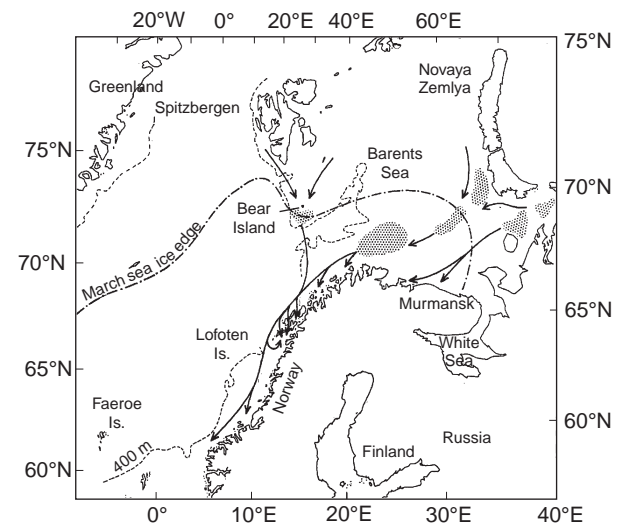 20°W 0° 20°E 40°E 60°E
75°N
Novaya
Zemlya
Greenland
Spitzbergen
75°N
Barents
Sea
70°N
Bear
Island
March sea ice edge
70°N
Murmansk
65°N
Lofoten
Is.
White
Sea
65°N
Norway
Faeroe
Is.
60°N
Russia
Finland
400 m
60°N
0° 10°E 20°E 30°E 40°E